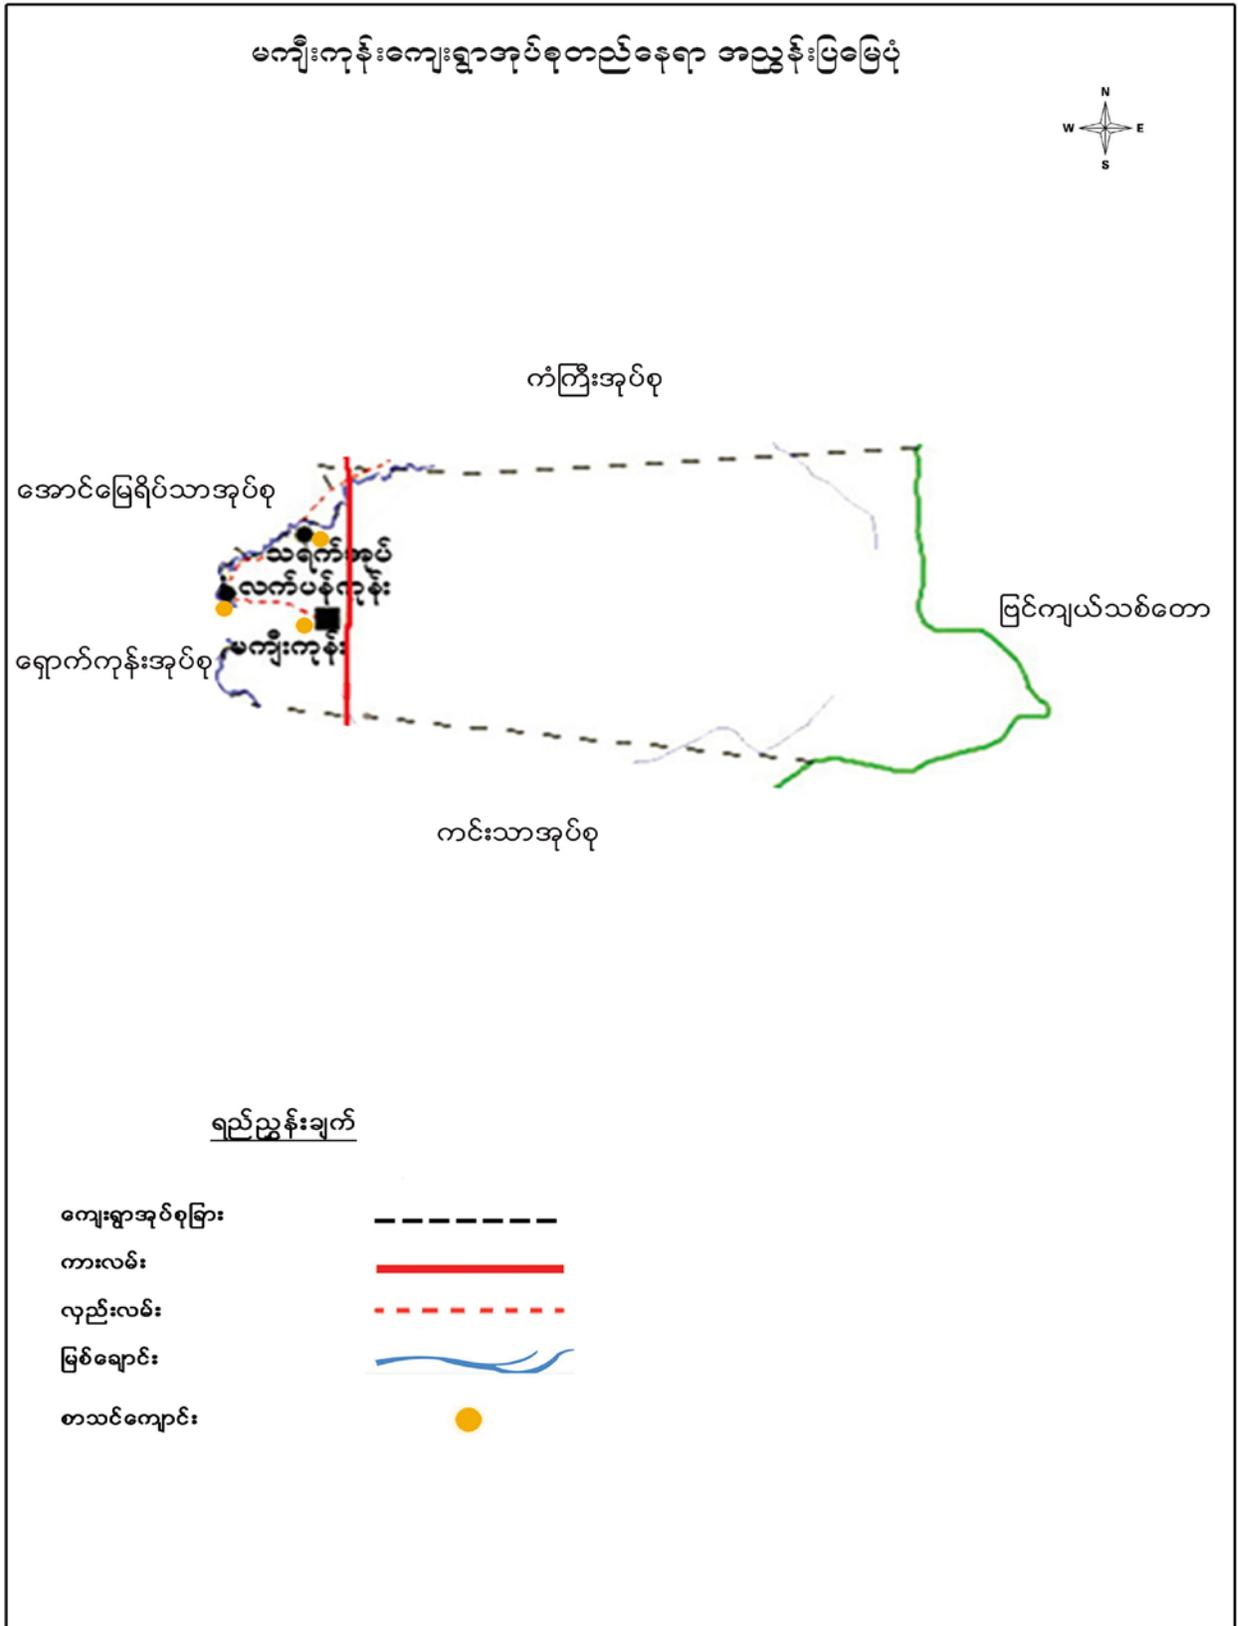 မကျီးကုန်းကျေးရွာအုပ်စုတည်နေရာ အညွှန်းပြမြေပုံ
N
W E
S
ကံကြီးအုပ်စု
အောင်မြေရိပ်သာအုပ်စု
သရက်အုပ်
လက်ပန်ကုန်း
ဗြင်ကျယ်သစ်တော
မကျီးကုန်း
ရှောက်ကုန်းအုပ်စု
ကင်းသာအုပ်စု
ရည်ညွှန်းချက်
ကျေးရွာအုပ်စုခြား
ကားလမ်း
လှည်းလမ်း
မြစ်ချောင်း
စာသင်ကျောင်း